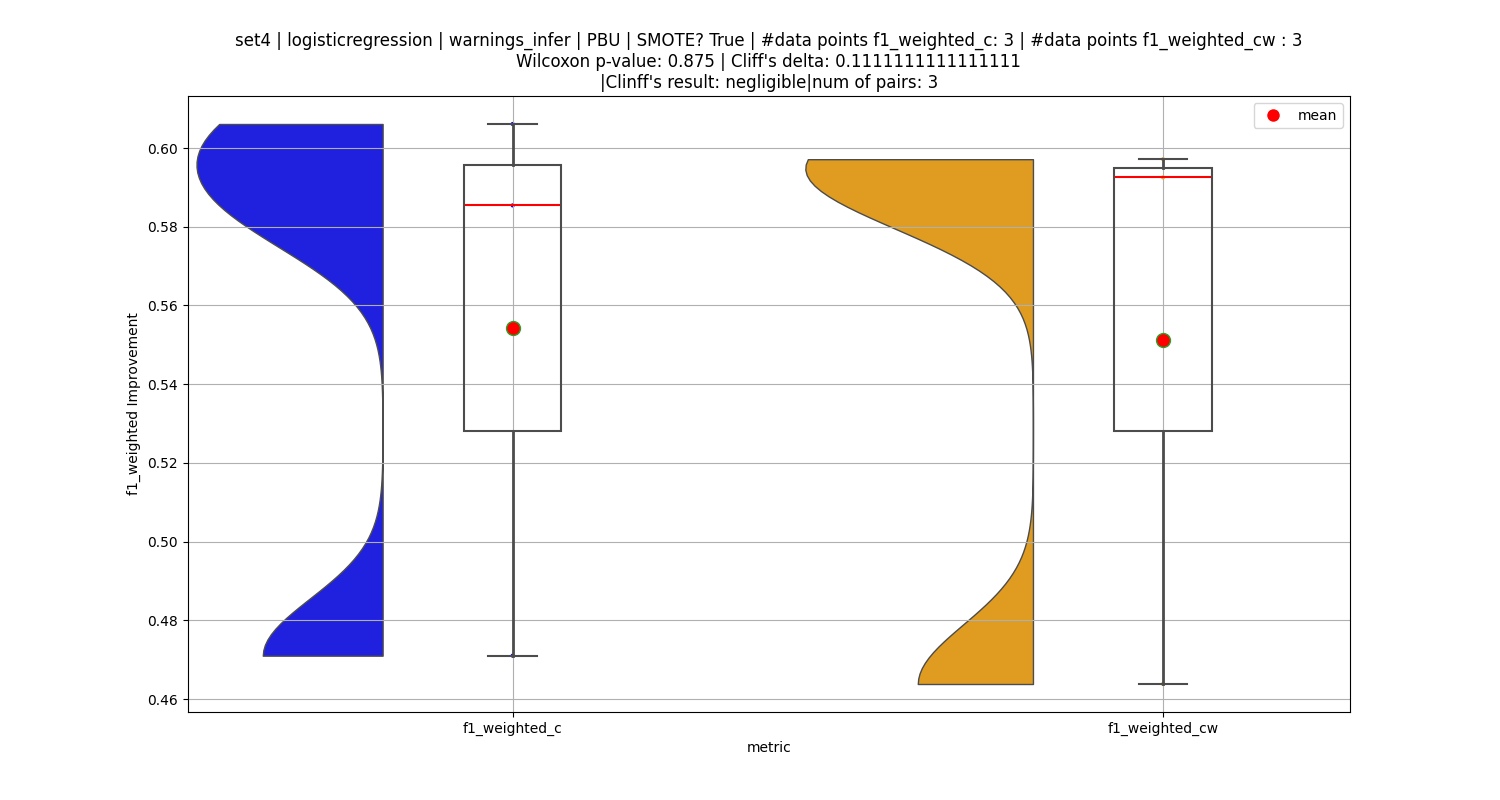 set4 | logisticregression | warnings_infer | PBU | SMOTE? True | #data points f1_weighted_c: 3 | #data points f1_weighted_cw : 3
Wilcoxon p-value: 0.875 | Cliff's delta: 0.1111111111111111
|Clinff's result: negligible|num of pairs: 3
mean
0.60
0.58
0.56
0.54
0.52
0.50
0.48
0.46
f1_weighted Improvement
f1_weighted_c
f1_weighted_cw
metric